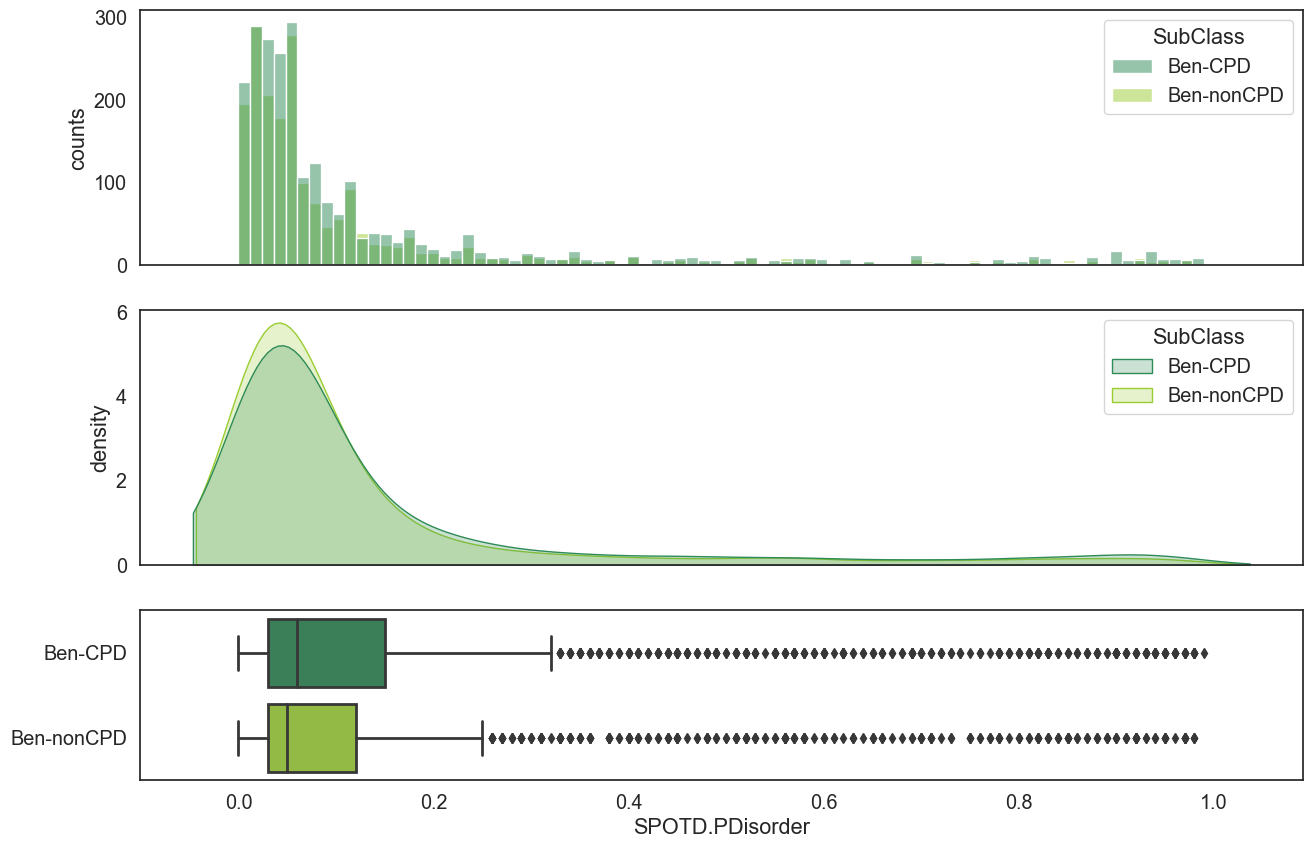 300
200
100
0
counts
SubClass
Ben-CPD
Ben-nonCPD
6
4
2
0
density
SubClass
Ben-CPD
Ben-nonCPD
Ben-CPD
Ben-nonCPD
0.0 0.2 0.4 0.6 0.8 1.0
SPOTD.PDisorder